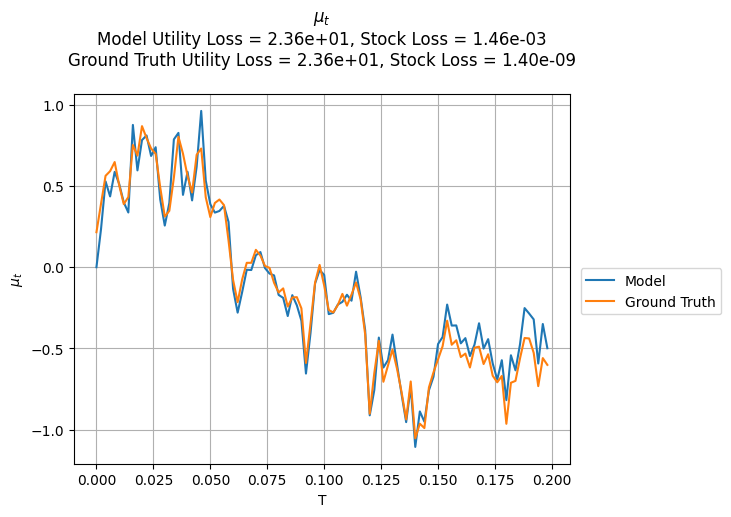 μₜ
Model Utility Loss = 2.36e+01, Stock Loss = 1.46e-03
Ground Truth Utility Loss = 2.36e+01, Stock Loss = 1.40e-09
1.0
0.5
0.0
−0.5
−1.0
μₜ
0.000
0.025
0.050
0.075
0.100
0.125
0.150
0.175
0.200
T
Model
Ground Truth